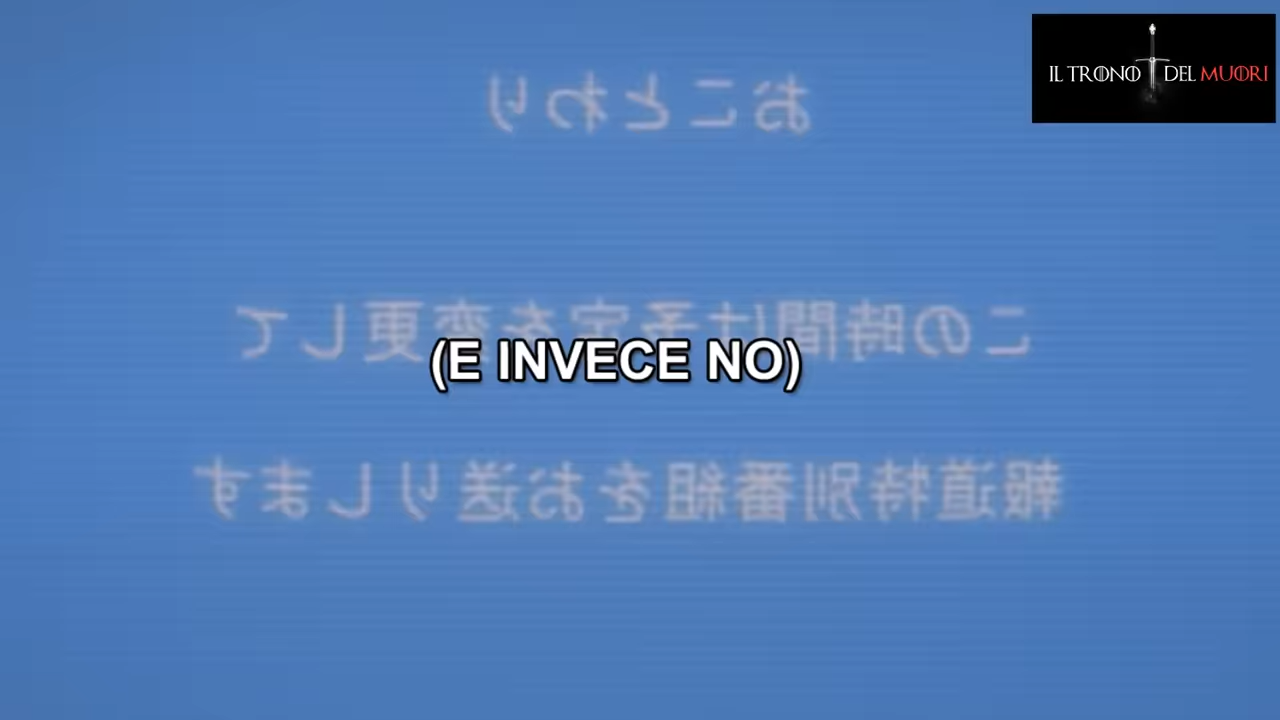 IL TRONO DEL MUORI
おことわり
この時間は予定を変更して
(E INVECE NO)
報道特別番組をお送りします